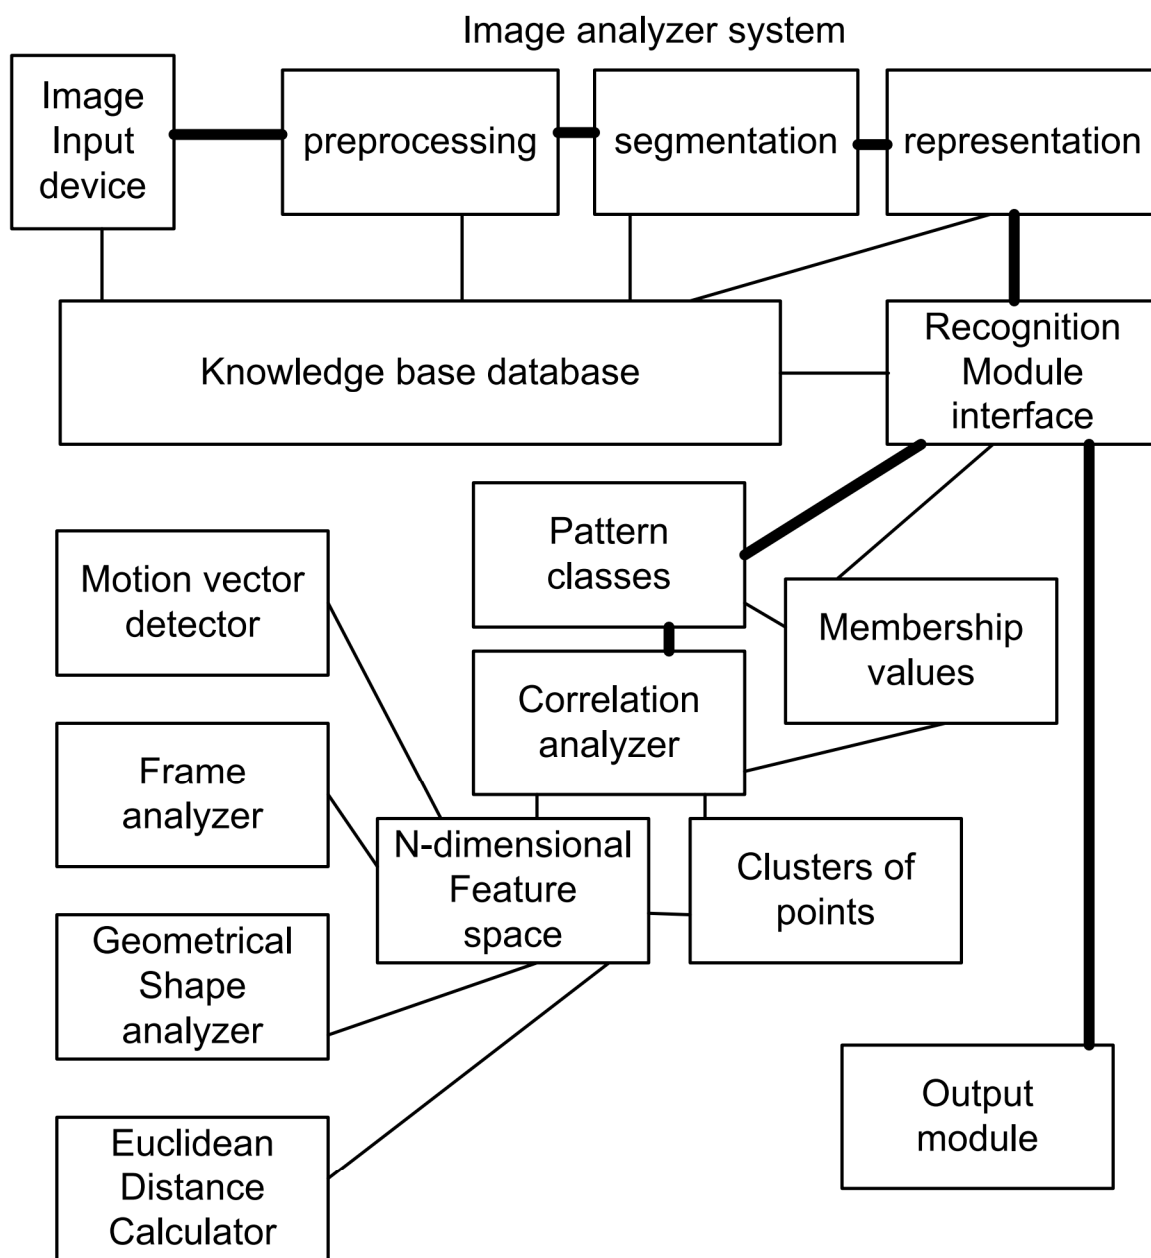 Image analyzer system
Image
Input
device
preprocessing
segmentation
representation
Knowledge base database
Recognition
Module
interface
Pattern
classes
Motion vector
detector
Membership
values
Correlation
analyzer
Frame
analyzer
N-dimensional
Feature
space
Clusters of
points
Geometrical
Shape
analyzer
Output
module
Euclidean
Distance
Calculator